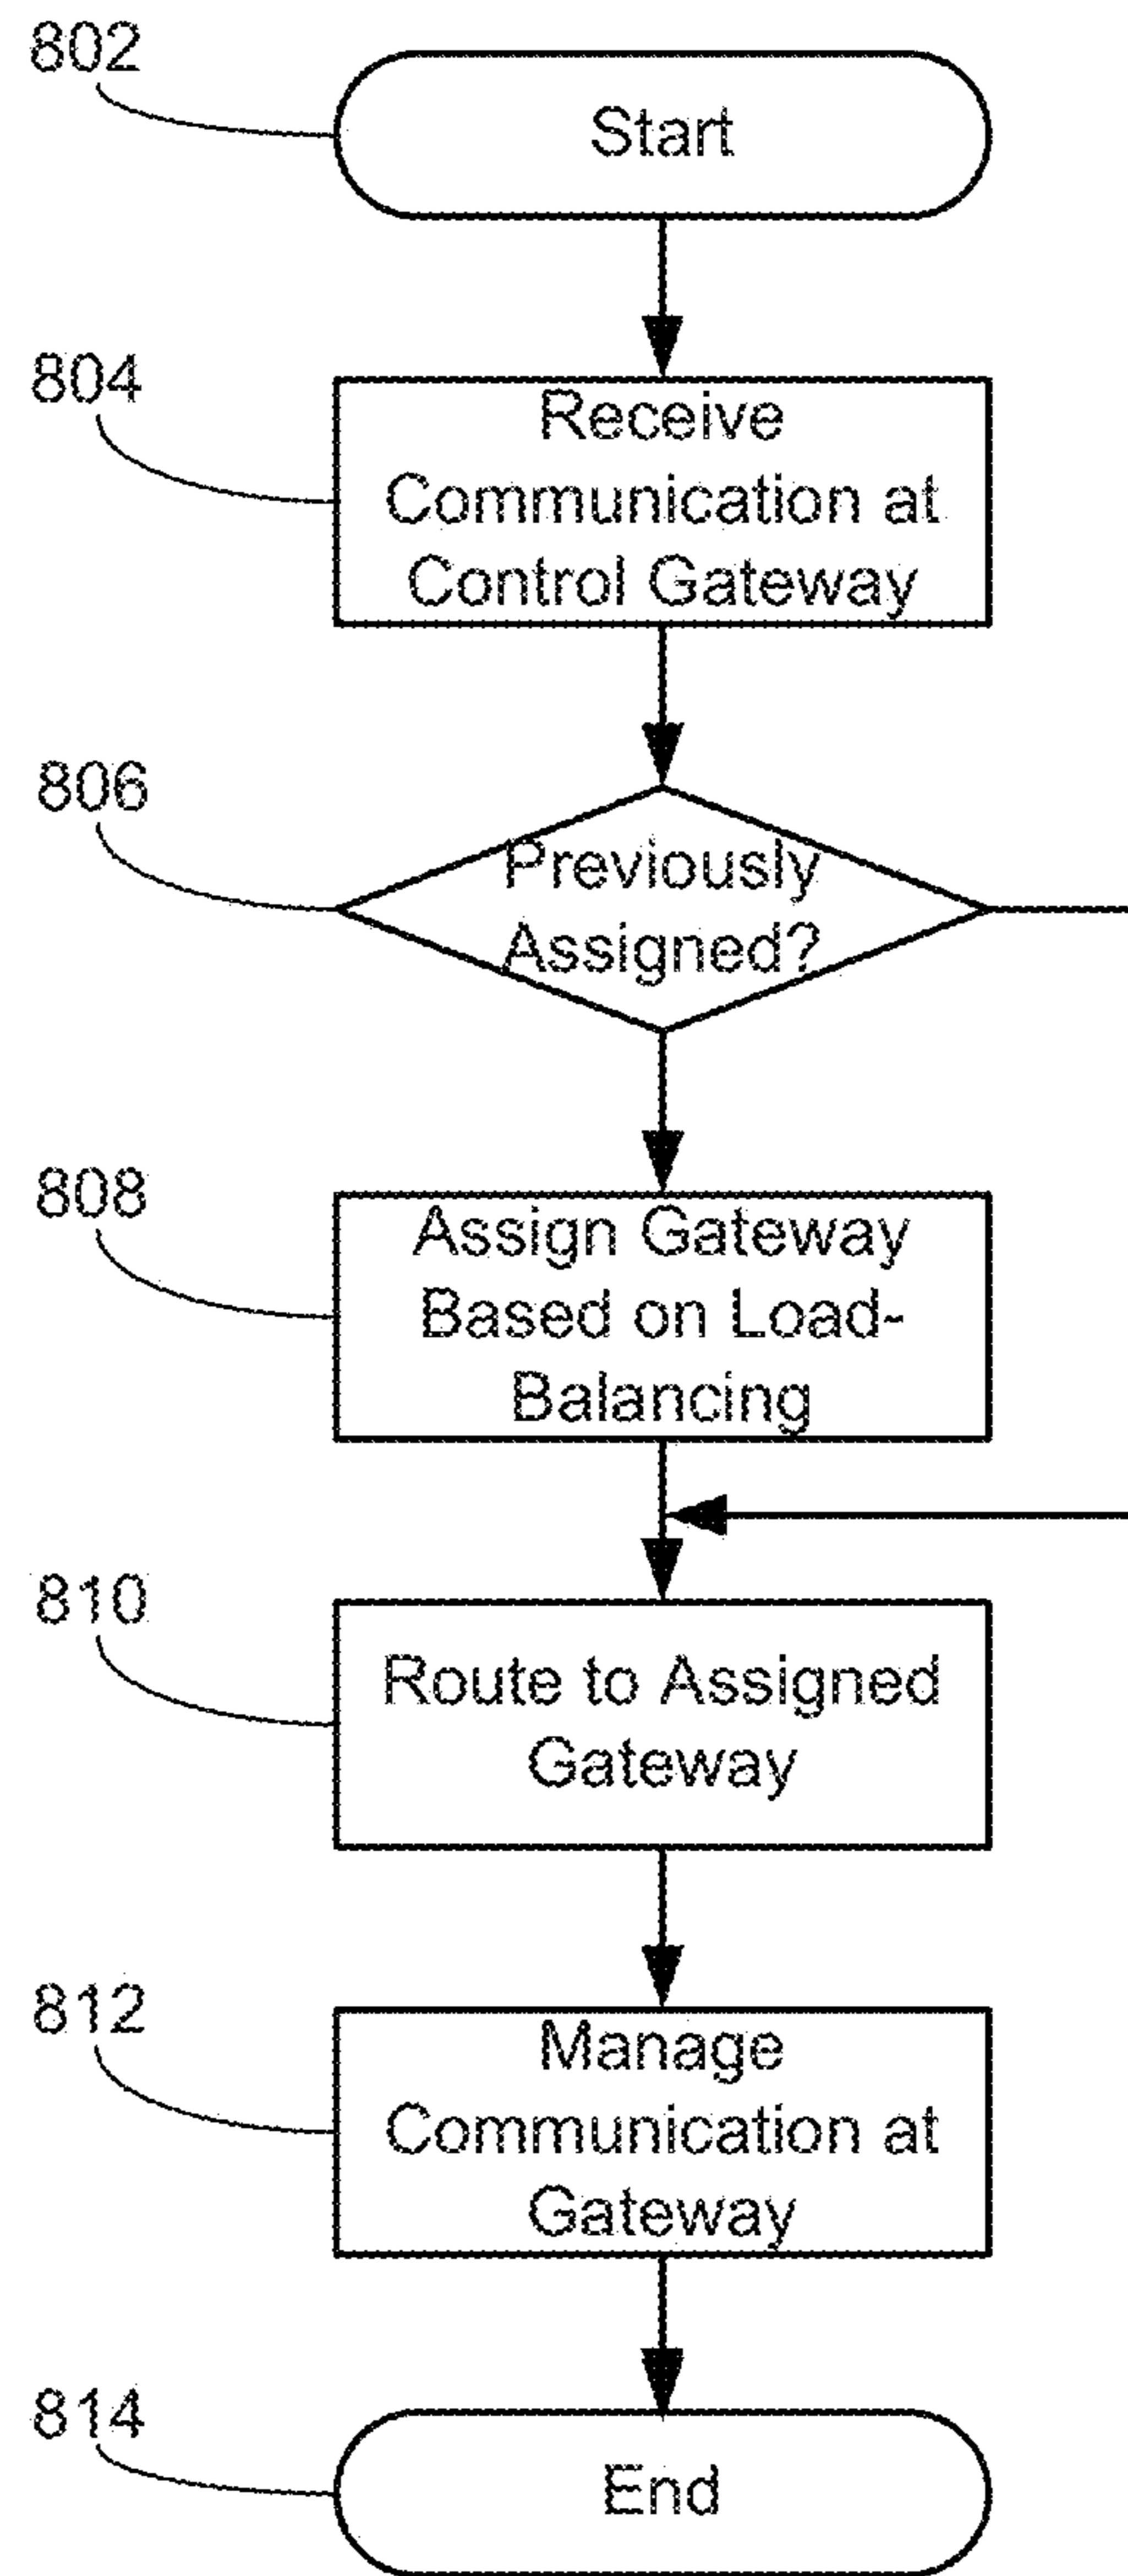 802
Start
804
Receive
Communication at
Control Gateway
806
Previously
Assigned?
808
Assign Gateway
Based on Load-
Balancing
810
Route to Assigned
Gateway
812
Manage
Communication at
Gateway
814
End